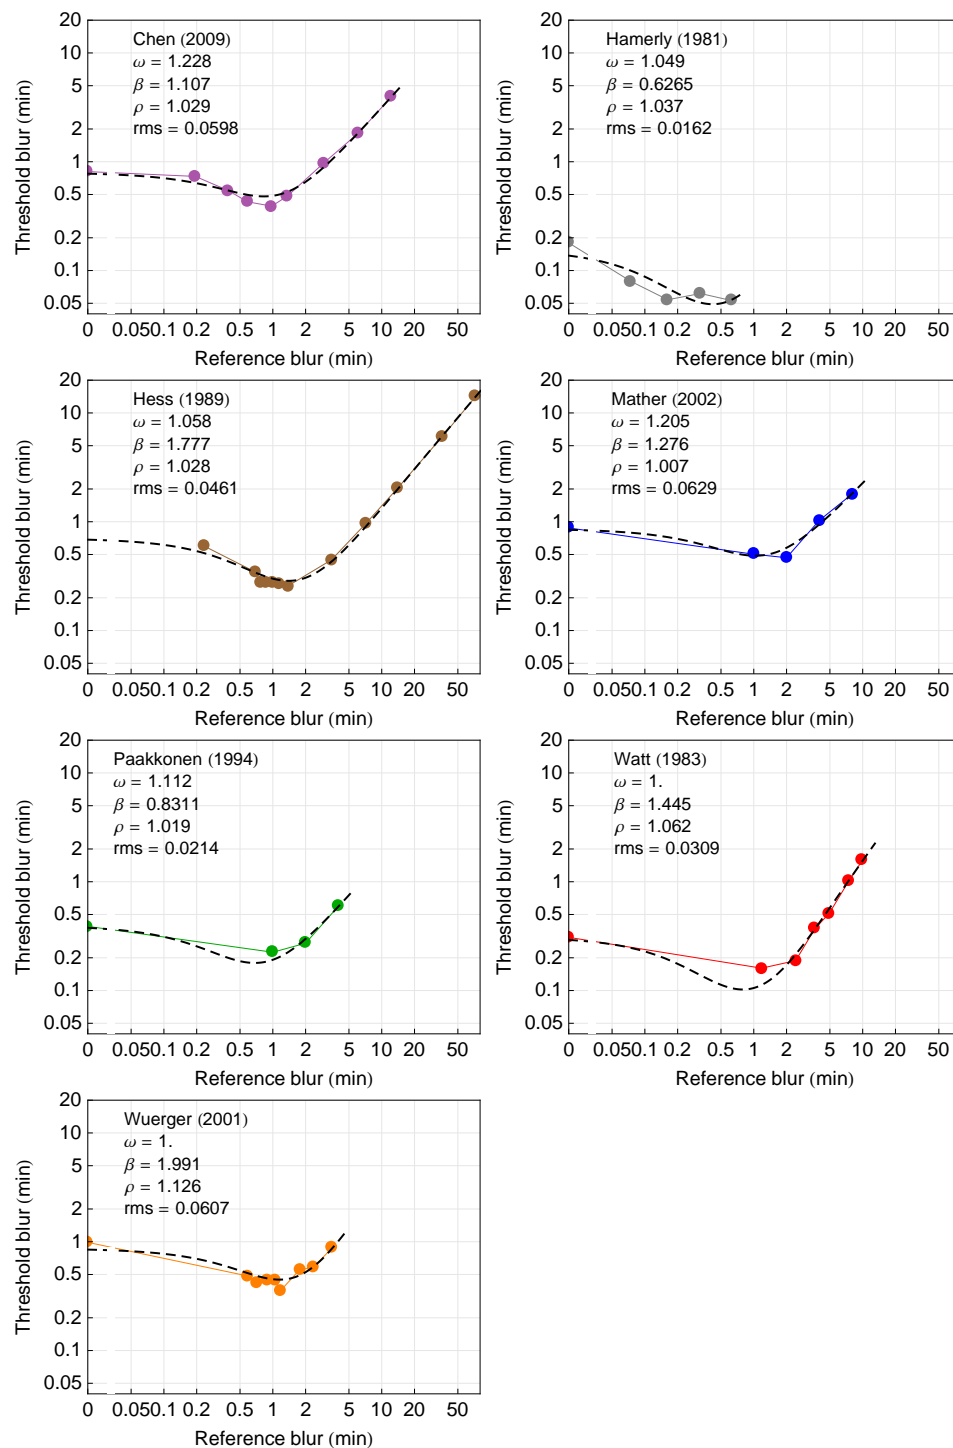 Chen (2009)
ω = 1.228
β = 1.107
ρ = 1.029
rms = 0.0598
20
10
5
2
1
0.5
0.2
0.1
0.05
Threshold blur (min)
0 0.05 0.1 0.2 0.5 1 2 5 10 20 50
Reference blur (min)
Hamerly (1981)
ω = 1.049
β = 0.6265
ρ = 1.037
rms = 0.0162
20
10
5
2
1
0.5
0.2
0.1
0.05
Threshold blur (min)
0 0.05 0.1 0.2 0.5 1 2 5 10 20 50
Reference blur (min)
Hess (1989)
ω = 1.058
β = 1.777
ρ = 1.028
rms = 0.0461
20
10
5
2
1
0.5
0.2
0.1
0.05
Threshold blur (min)
0 0.05 0.1 0.2 0.5 1 2 5 10 20 50
Reference blur (min)
Mather (2002)
ω = 1.205
β = 1.276
ρ = 1.007
rms = 0.0629
20
10
5
2
1
0.5
0.2
0.1
0.05
Threshold blur (min)
0 0.05 0.1 0.2 0.5 1 2 5 10 20 50
Reference blur (min)
Paakkonen (1994)
ω = 1.112
β = 0.8311
ρ = 1.019
rms = 0.0214
20
10
5
2
1
0.5
0.2
0.1
0.05
Threshold blur (min)
0 0.05 0.1 0.2 0.5 1 2 5 10 20 50
Reference blur (min)
Watt (1983)
ω = 1.
β = 1.445
ρ = 1.062
rms = 0.0309
20
10
5
2
1
0.5
0.2
0.1
0.05
Threshold blur (min)
0 0.05 0.1 0.2 0.5 1 2 5 10 20 50
Reference blur (min)
Wuerger (2001)
ω = 1.
β = 1.991
ρ = 1.126
rms = 0.0607
20
10
5
2
1
0.5
0.2
0.1
0.05
Threshold blur (min)
0 0.05 0.1 0.2 0.5 1 2 5 10 20 50
Reference blur (min)